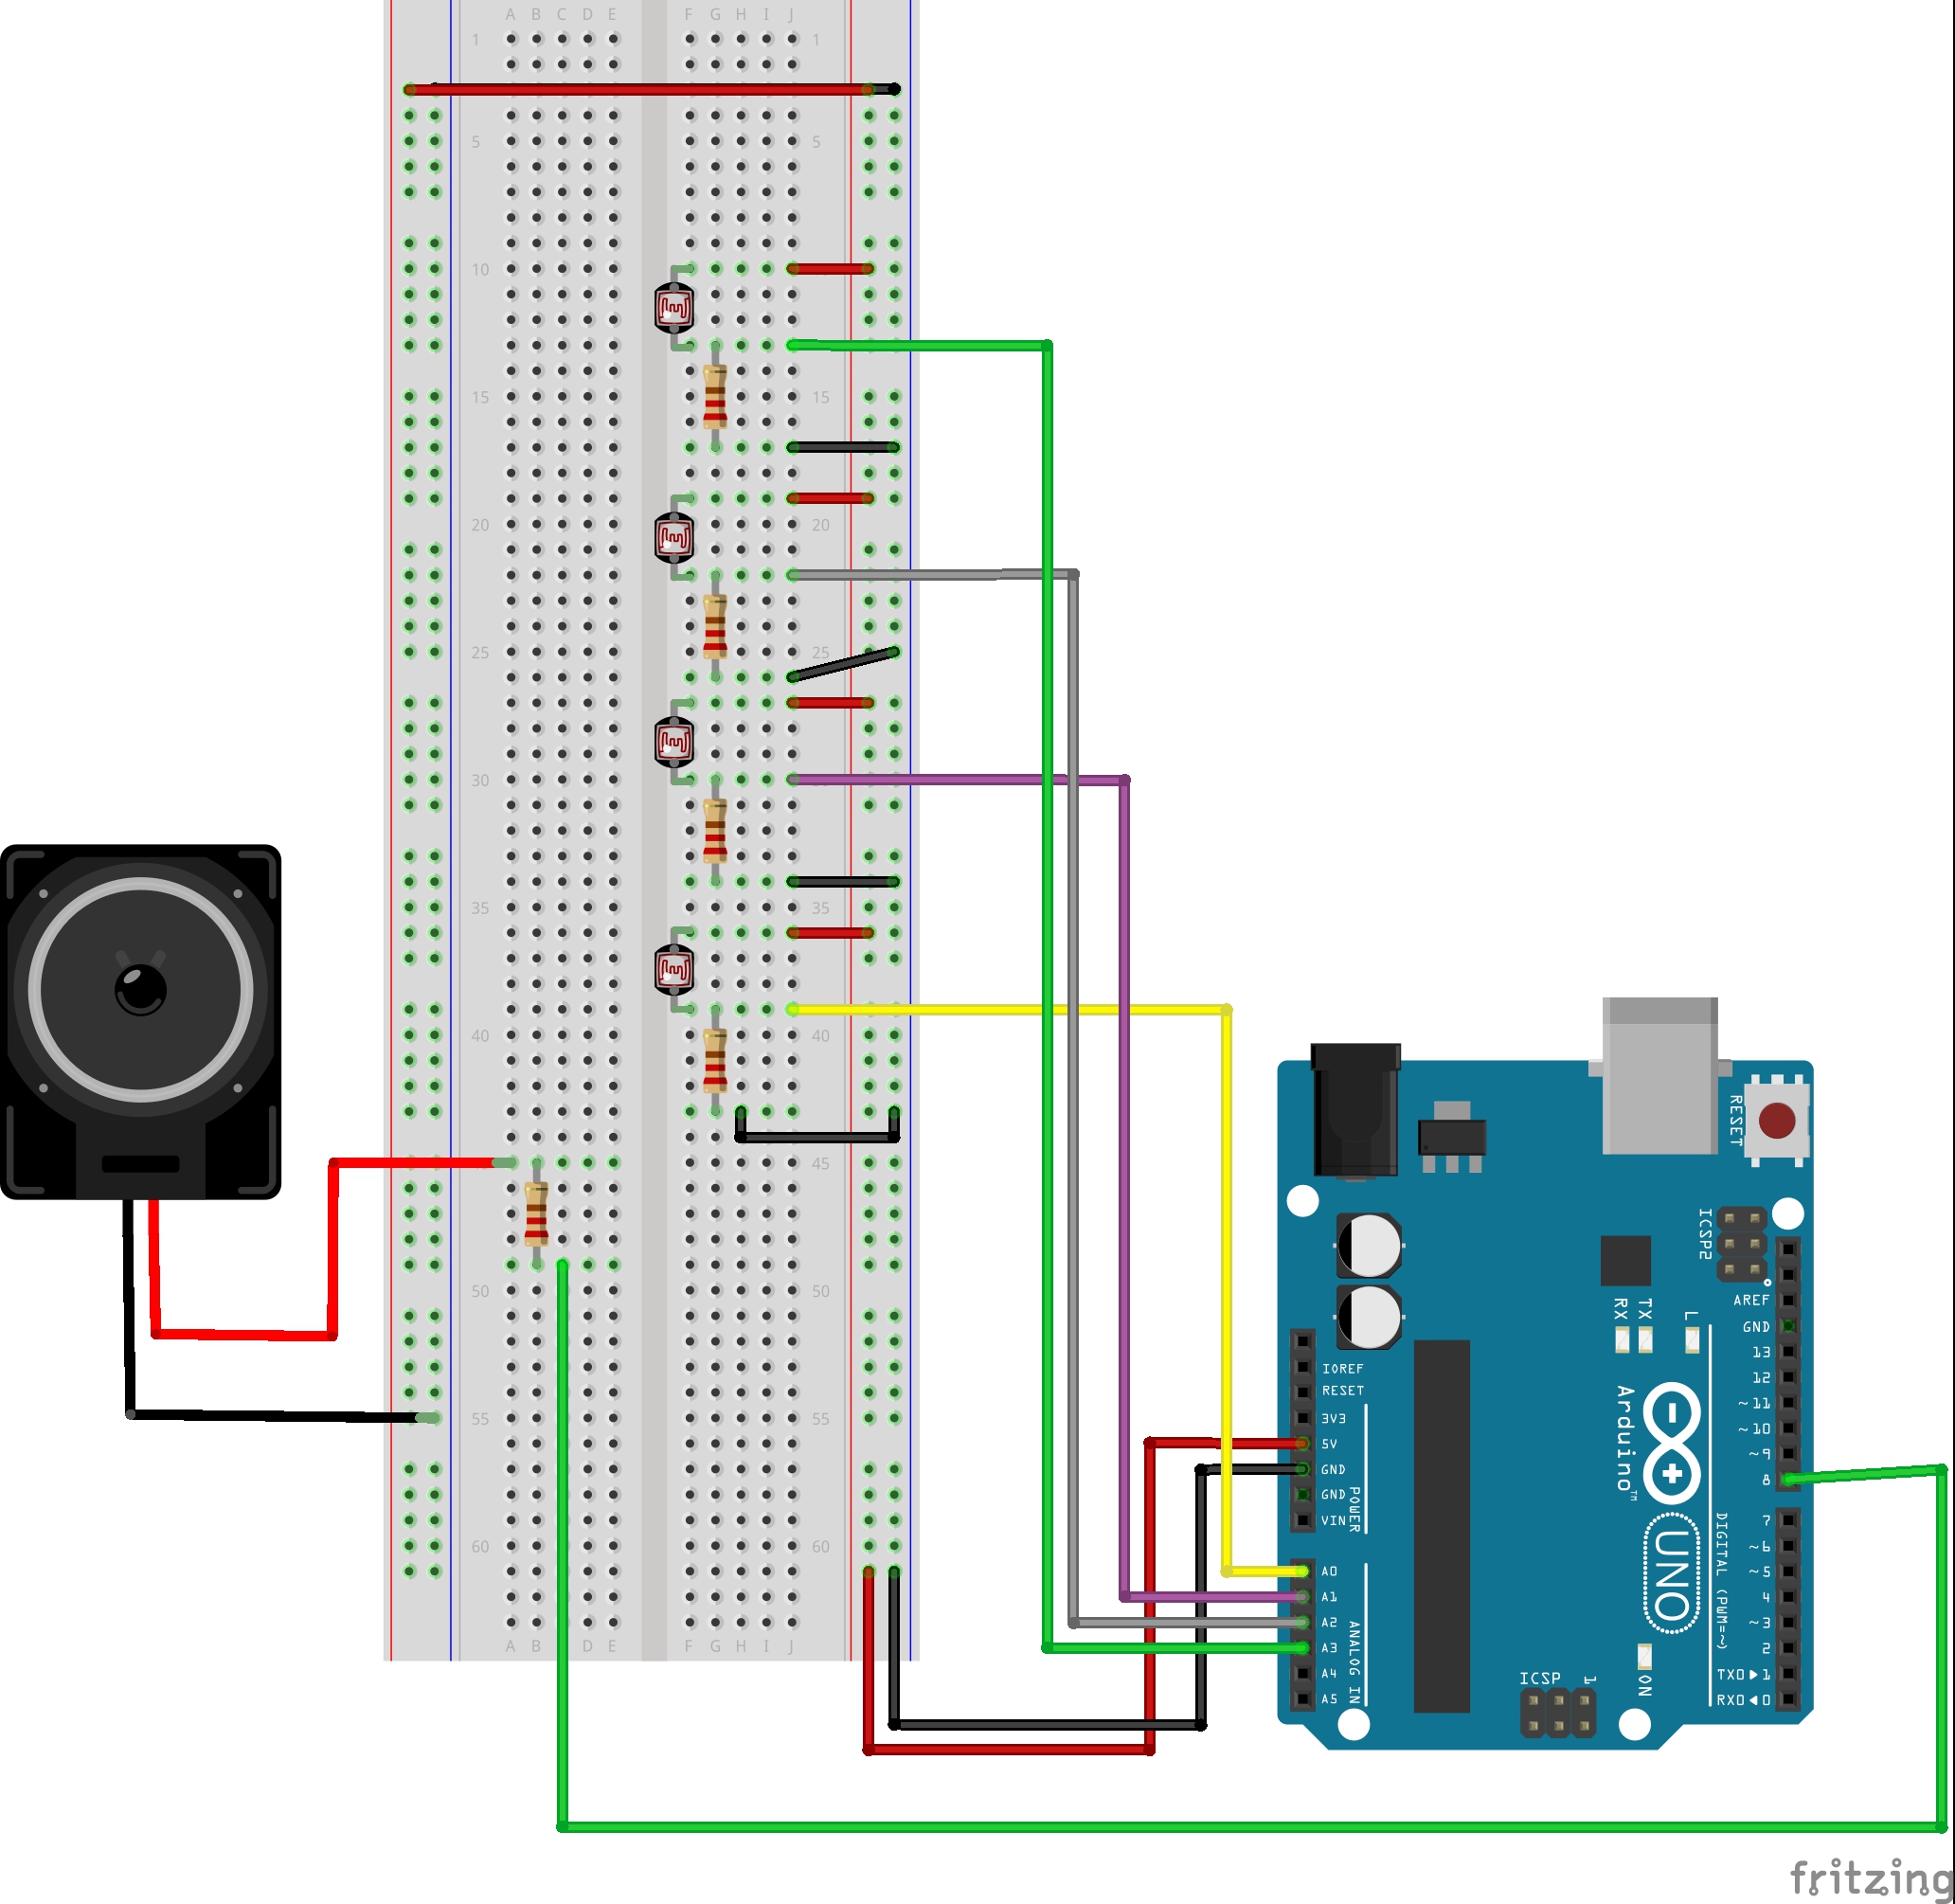 A B C D E F G H I J
1 1
5 5
10
15 15
20 20
25 25
30
35 35
40 40
45 45
50 50
55 55
60 60
A B D E F G H I J
RESET
ICSP2
AREF
GND
13
12
~11
~10
~9
8
7
~6
~5
4
~3
2
TX0▶1
RX0◀0
RX
TX
L
IOREF
RESET
3V3
5V
GND
GND
VIN
POWER
A0
A1
A2
A3
A4
A5
ANALOG IN
Arduino™
UNO
DIGITAL (PWM=~)
ICSP
1
ON
fritzing